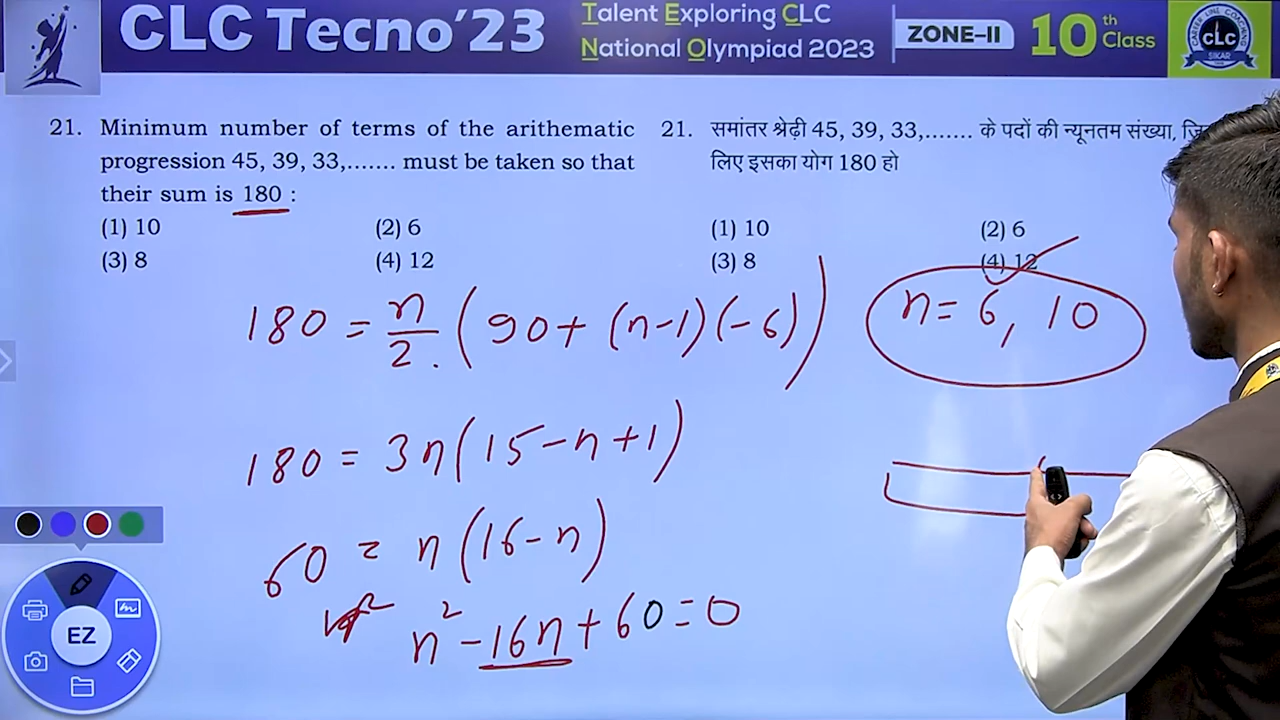 CLC Tecno'23
Talent Exploring CLC
National Olympiad 2023
ZONE-II
10th Class
CAREER LINE COACHING
CLC
SIKAR
21. Minimum number of terms of the arithematic
progression 45, 39, 33,....... must be taken so that
their sum is 180 :
(1) 10 (2) 6
(3) 8 (4) 12
21. समांतर श्रेढ़ी 45, 39, 33,....... के पदों की न्यूनतम संख्या,
लिए इसका योग 180 हो
(1) 10 (2) 6
(3) 8 (4) 12
180 = n/2 (90 + (n-1)(-6))
n = 6, 10
180 = 3n(15-n+1)
60 = n(16-n)
n² - 16n + 60 = 0
EZ